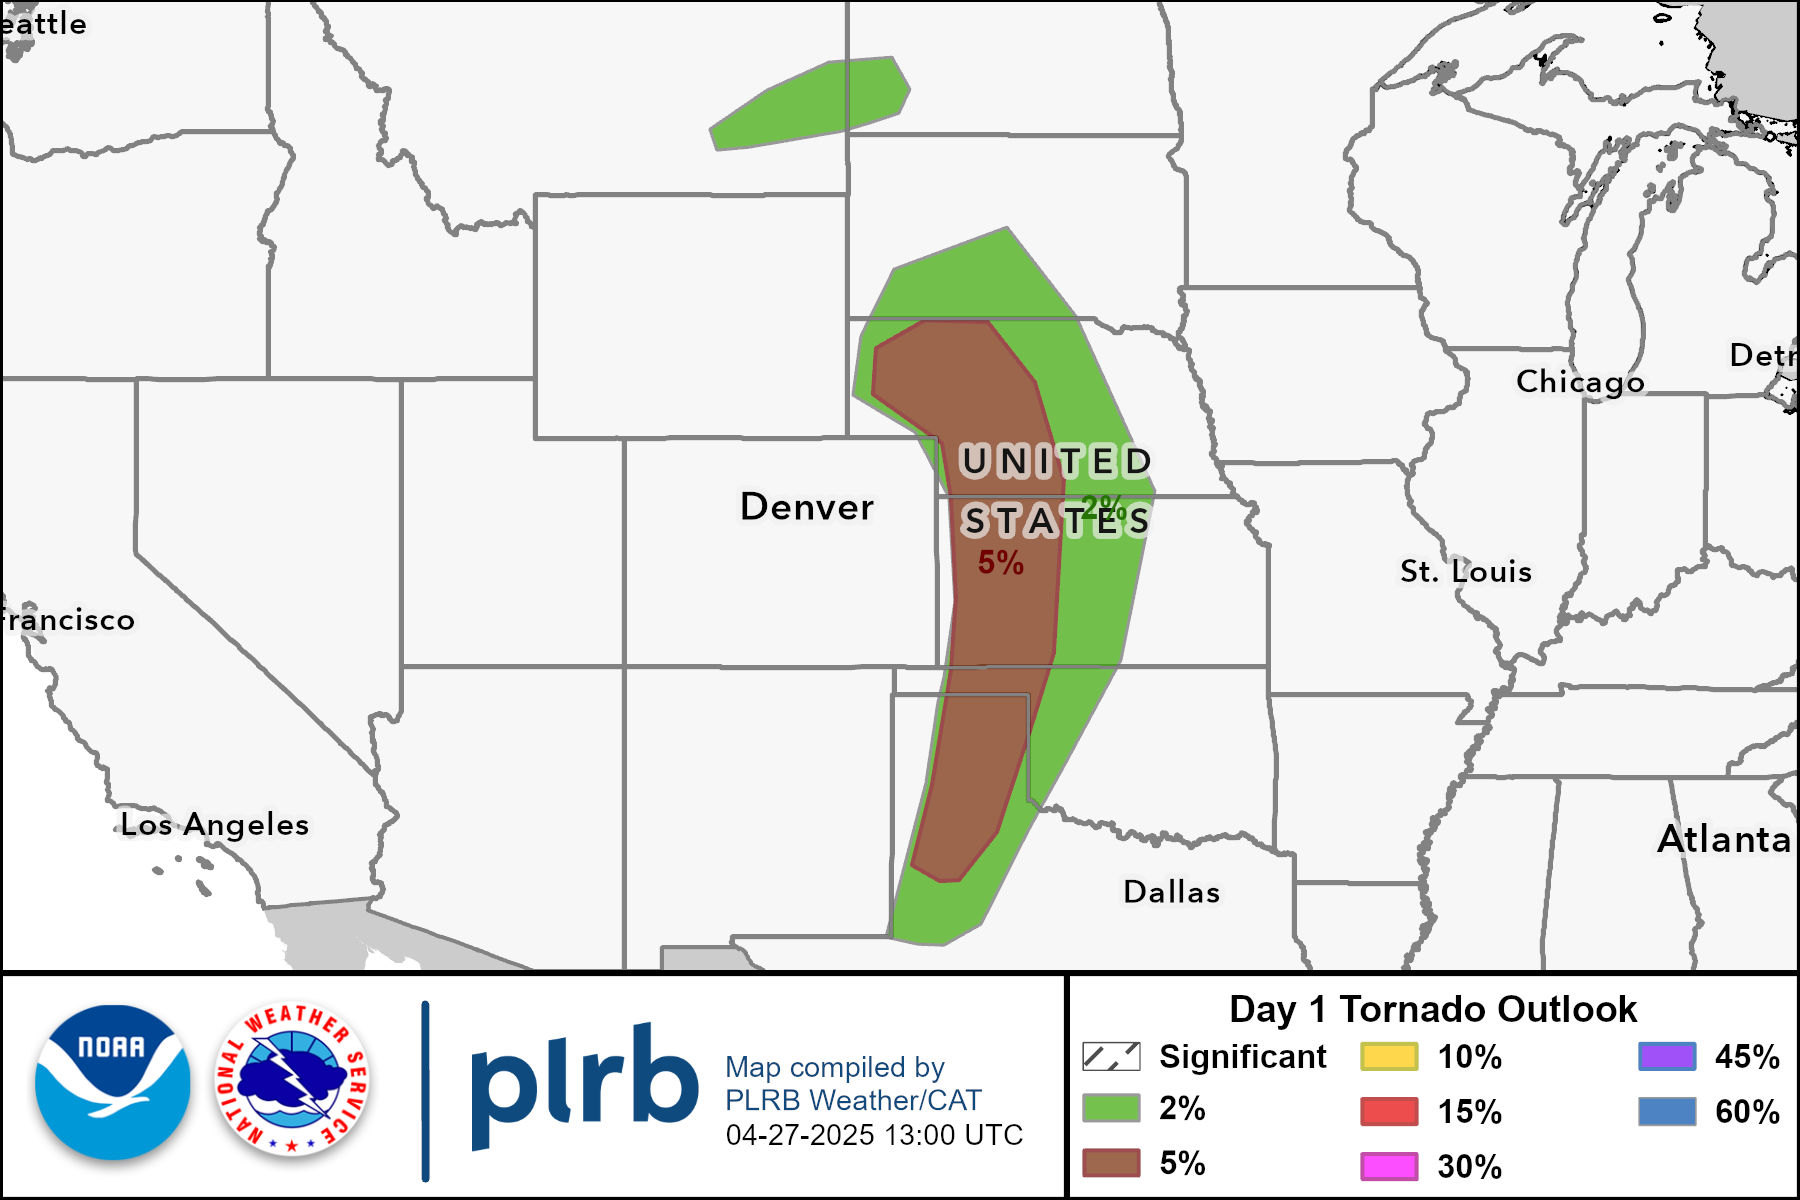 eattle
Detr
Chicago
UNITED
STATES
Denver
2%
5%
St. Louis
Francisco
Los Angeles
Atlanta
Dallas
NOAA
NATIONAL WEATHER SERVICE
plrb
Map compiled by
PLRB Weather/CAT
04-27-2025 13:00 UTC
Day 1 Tornado Outlook
Significant
2%
5%
10%
15%
30%
45%
60%